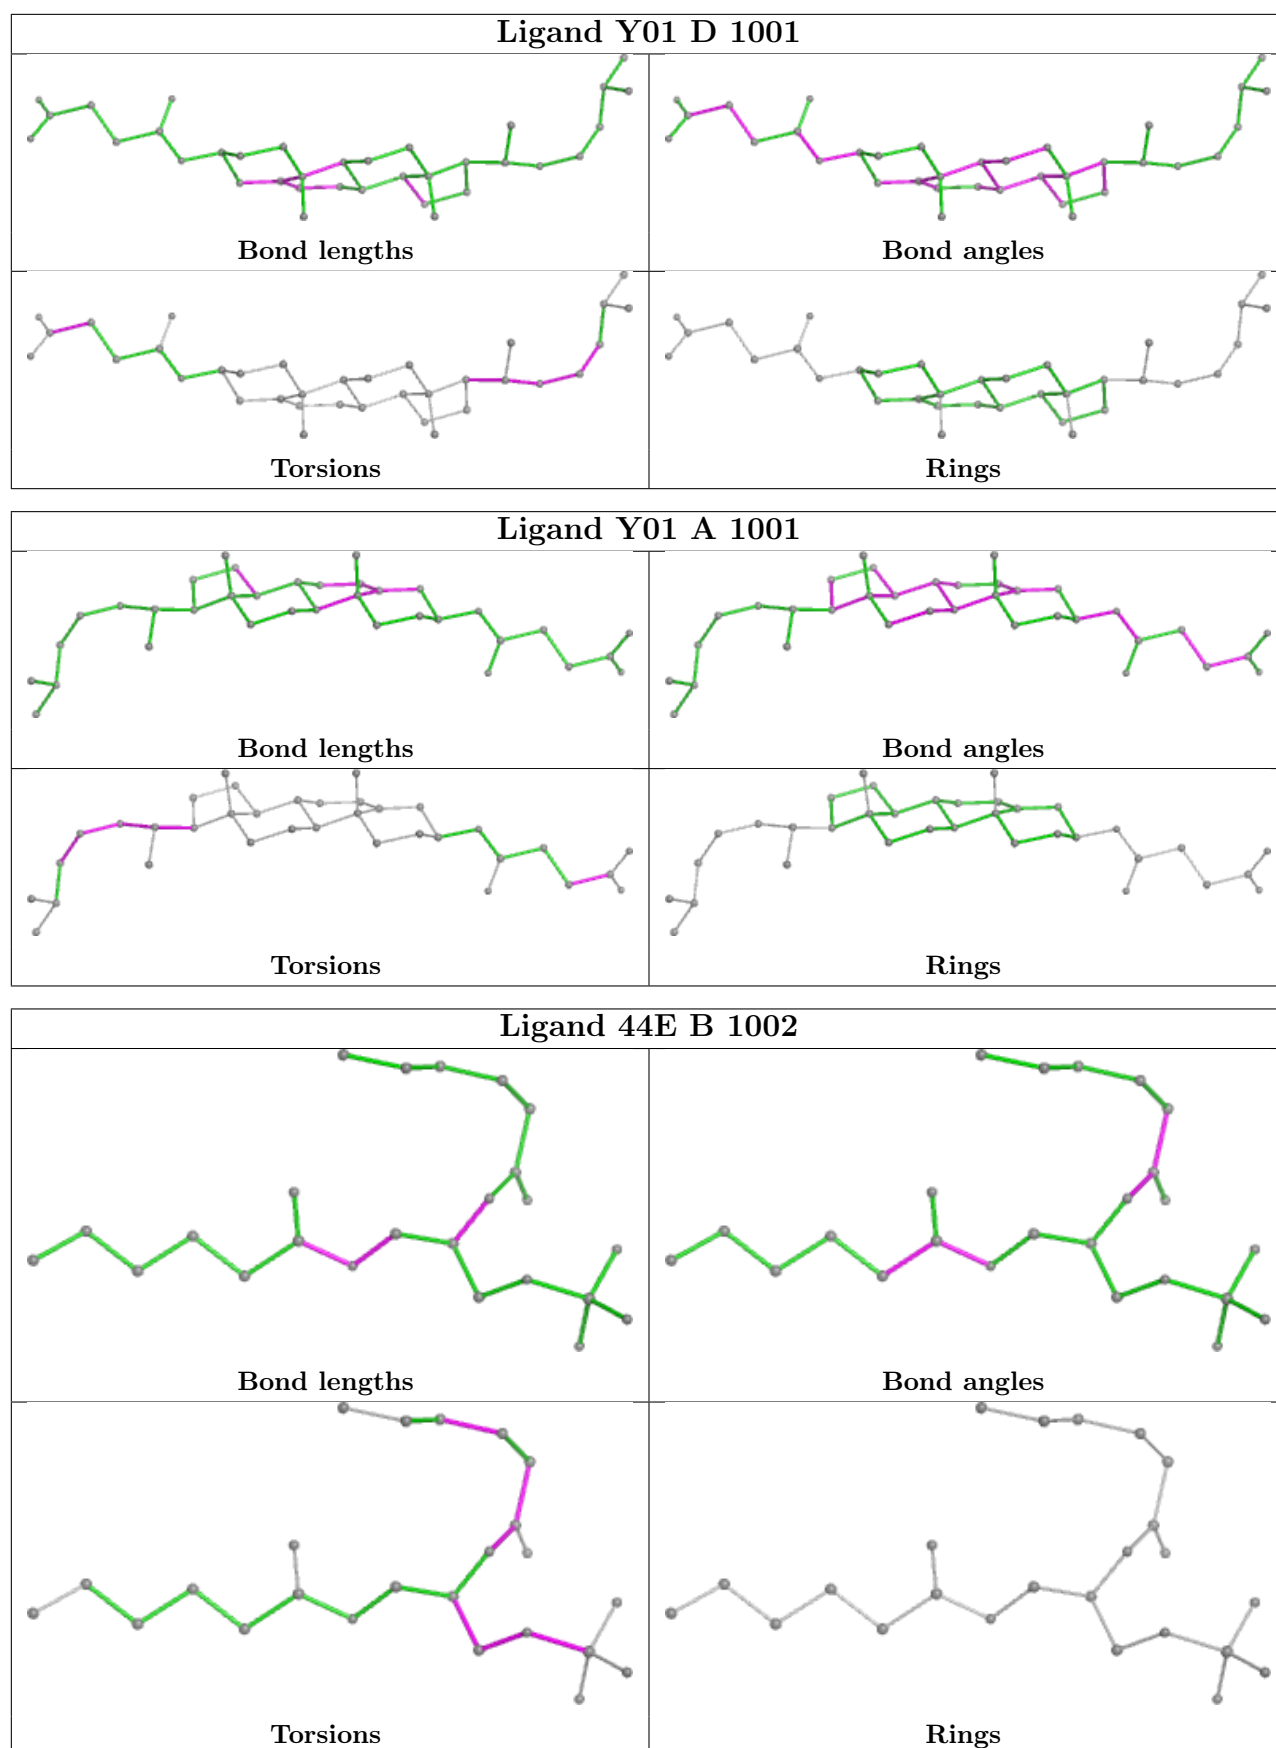 Ligand Y01 D 1001
Bond lengths
Bond angles
Torsions
Rings
Ligand Y01 A 1001
Bond lengths
Bond angles
Torsions
Rings
Ligand 44E B 1002
Bond lengths
Bond angles
Torsions
Rings